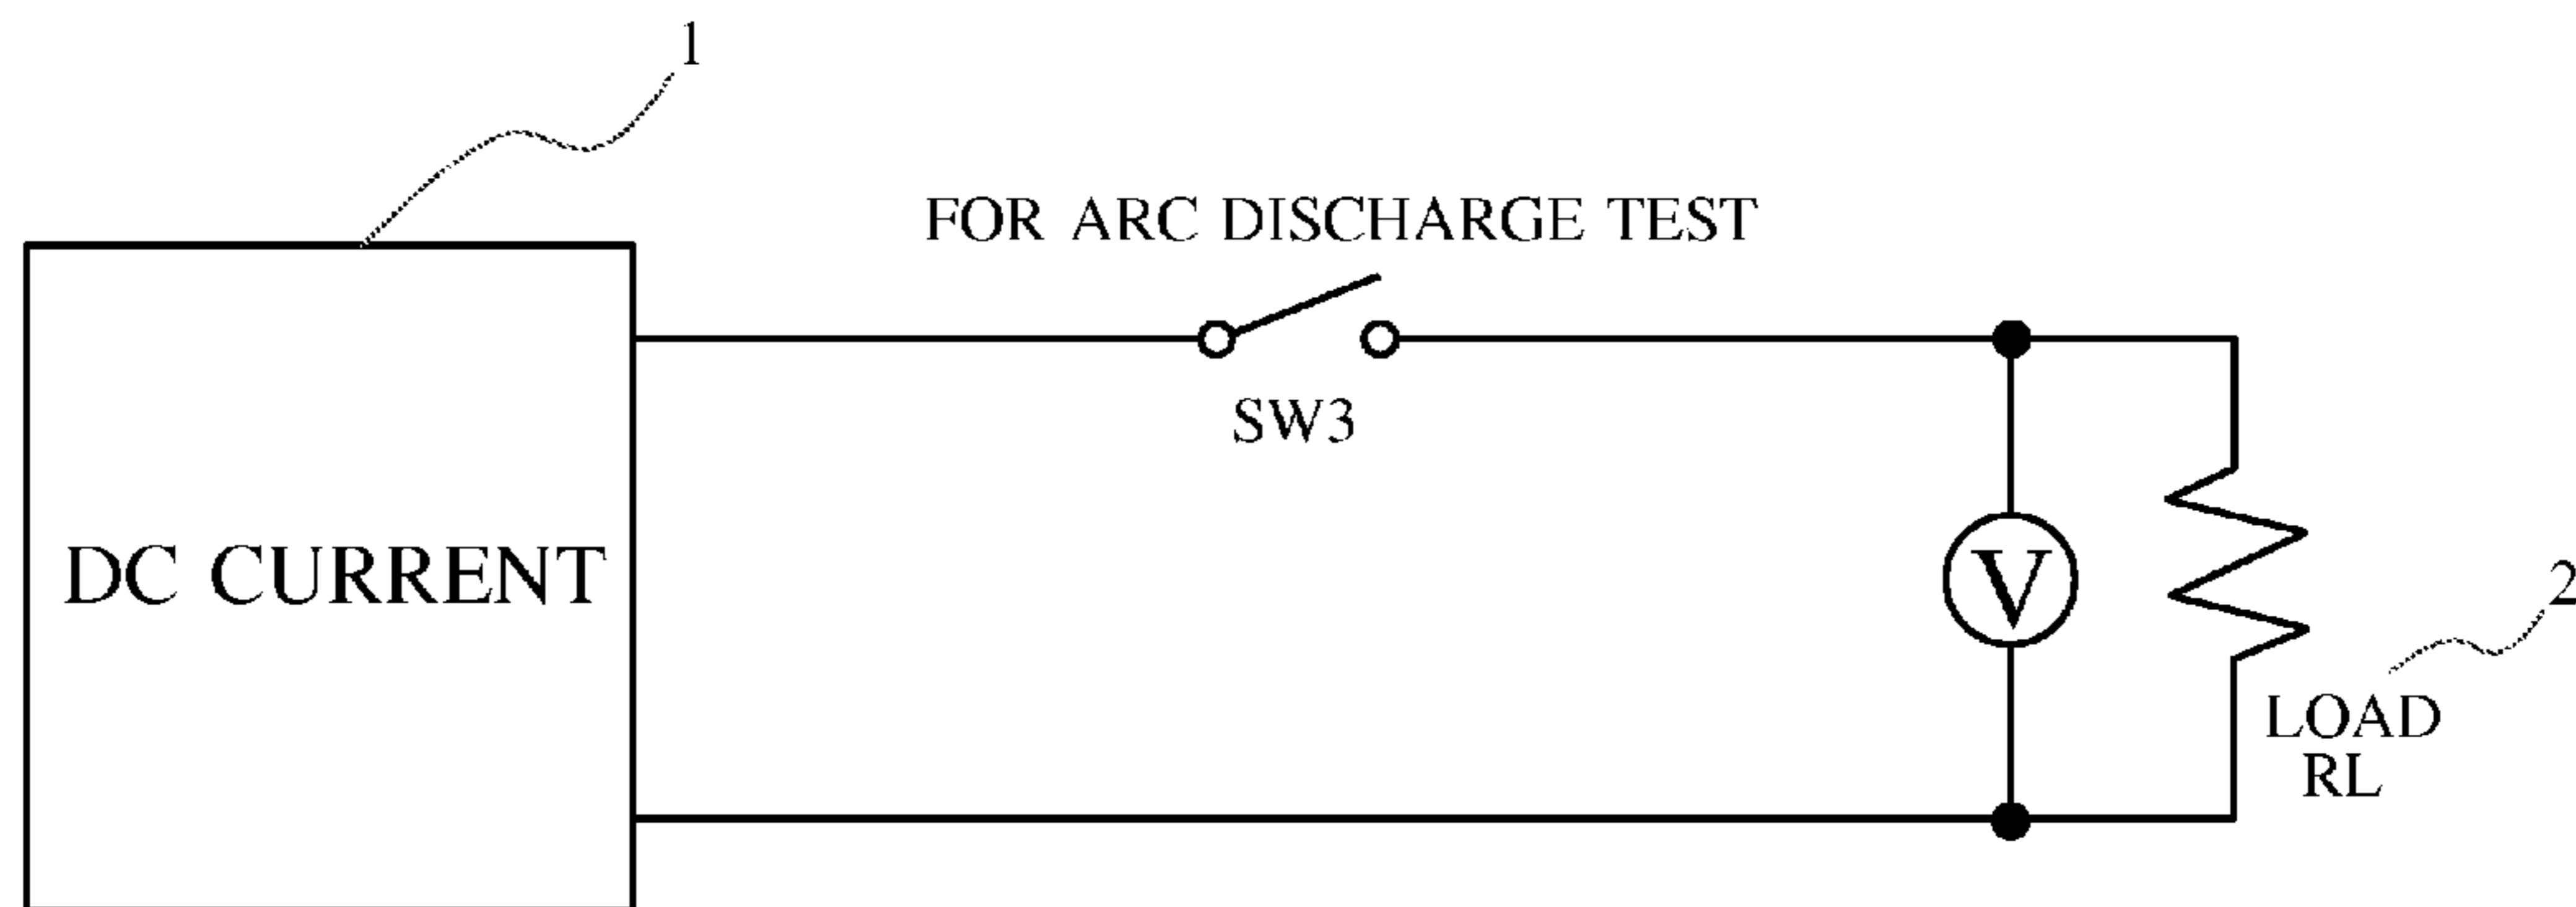 1
FOR ARC DISCHARGE TEST
SW3
DC CURRENT
V
2
LOAD
RL